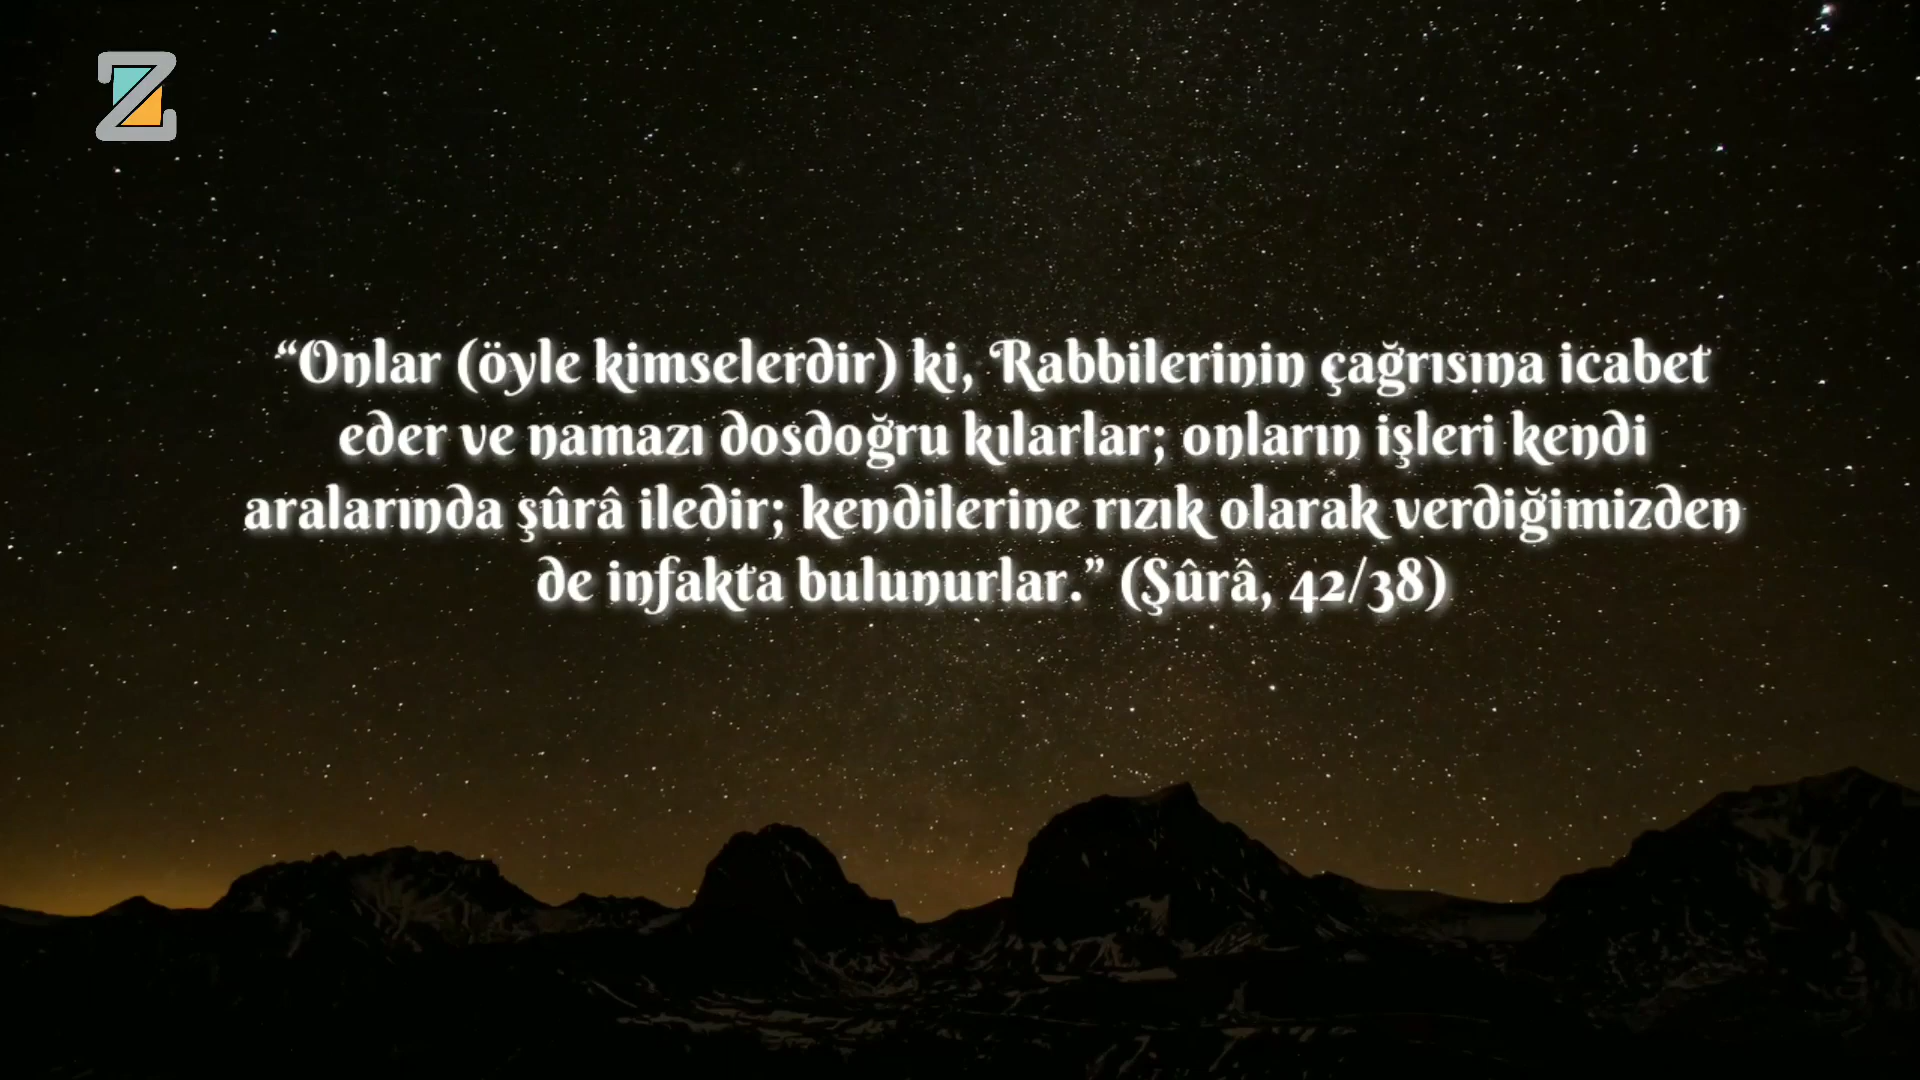 Z
“Onlar (öyle kimselerdir) ki, Rabbilerinin çağrısına icabet
eder ve namazı dosdoğru kılarlar; onların işleri kendi
aralarında şûrâ iledir; kendilerine rızık olarak verdiğimizden
de infakta bulunurlar.” (Şûrâ, 42/38)